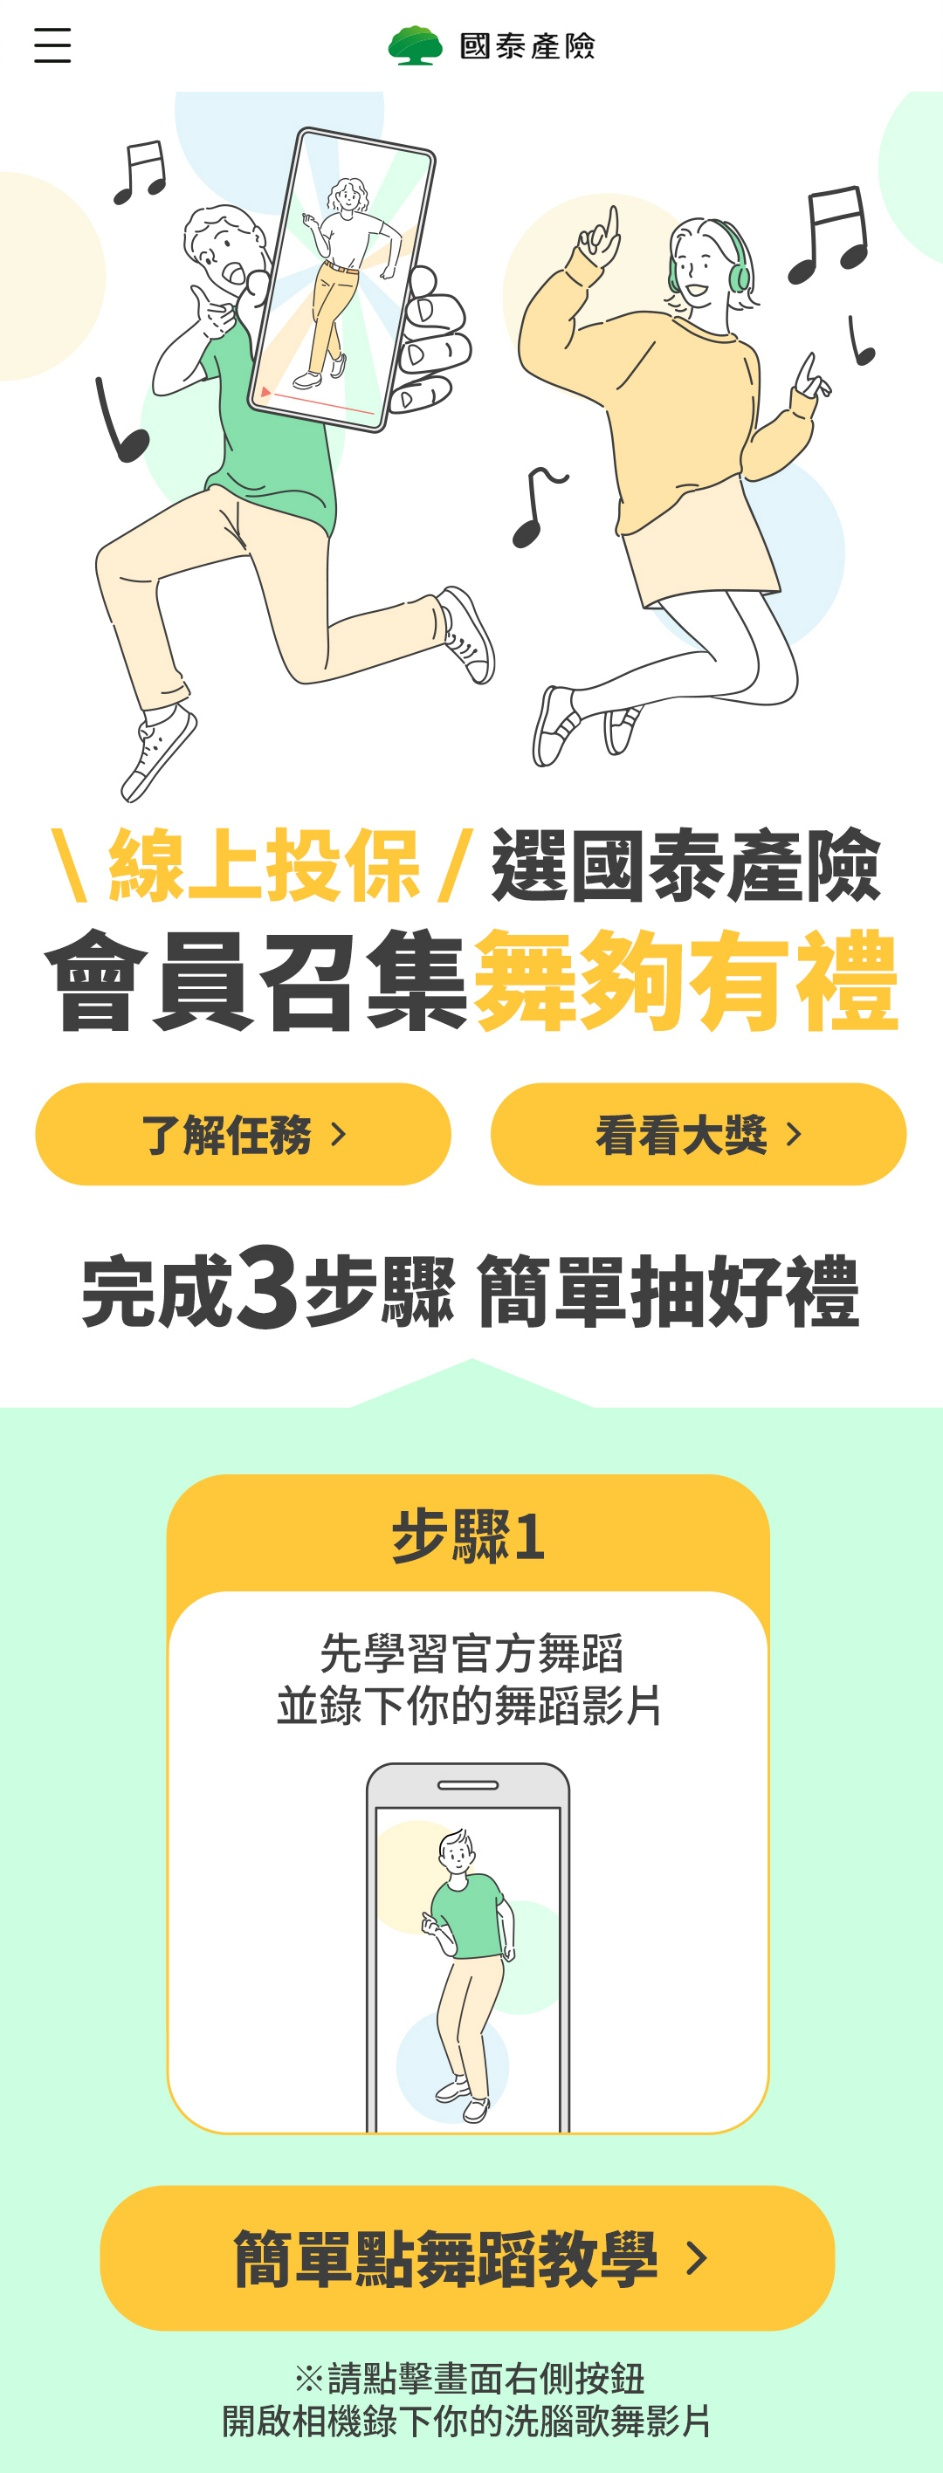 國泰產險
\ 線上投保 / 選國泰產險
會員召集舞夠有禮
了解任務 >
看看大獎 >
完成3步驟 簡單抽好禮
步驟1
先學習官方舞蹈
並錄下你的舞蹈影片
簡單點舞蹈教學 >
※請點擊畫面右側按鈕
開啟相機錄下你的洗腦歌舞影片